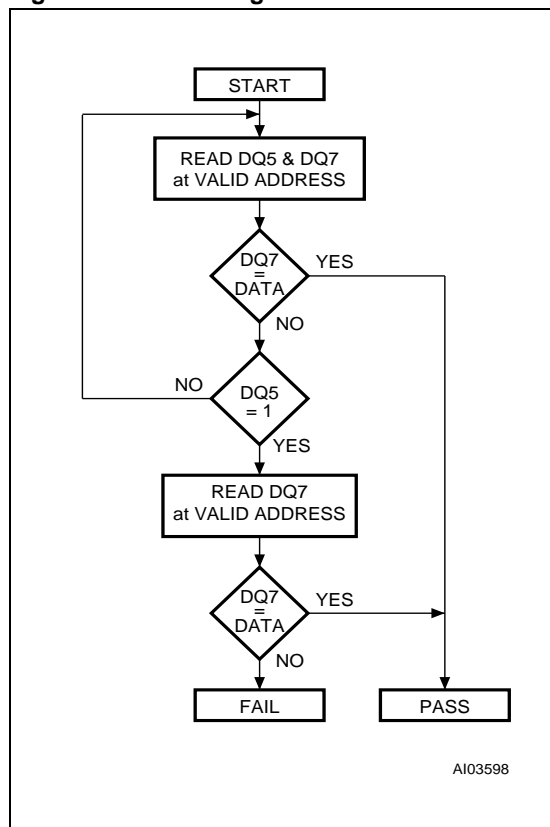 START
READ DQ5 & DQ7
at VALID ADDRESS
DQ7
=
DATA
YES
NO
NO
DQ5
= 1
YES
READ DQ7
at VALID ADDRESS
DQ7
=
DATA
YES
NO
FAIL
PASS
AI03598